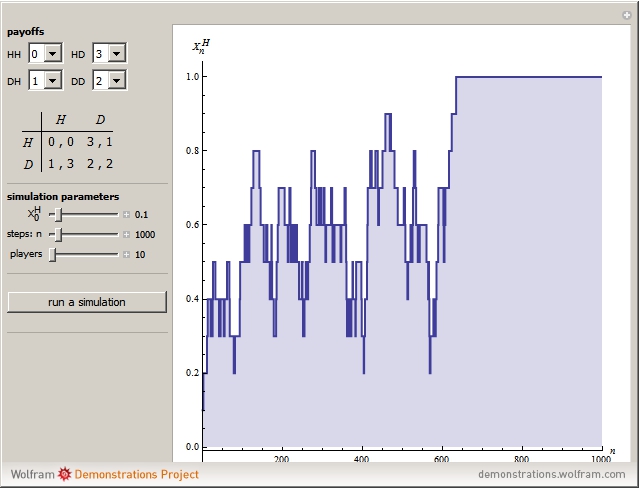 payoffs
HH 0 HD 3
DH 1 DD 2
H D
H 0 , 0 3 , 1
D 1 , 3 2 , 2
simulation parameters
X₀ᴴ 0.1
steps: n 1000
players 10
run a simulation
Xₙᴴ
1.0
0.8
0.6
0.4
0.2
0.0
200 400 600 800 1000 n
Wolfram Demonstrations Project demonstrations.wolfram.com